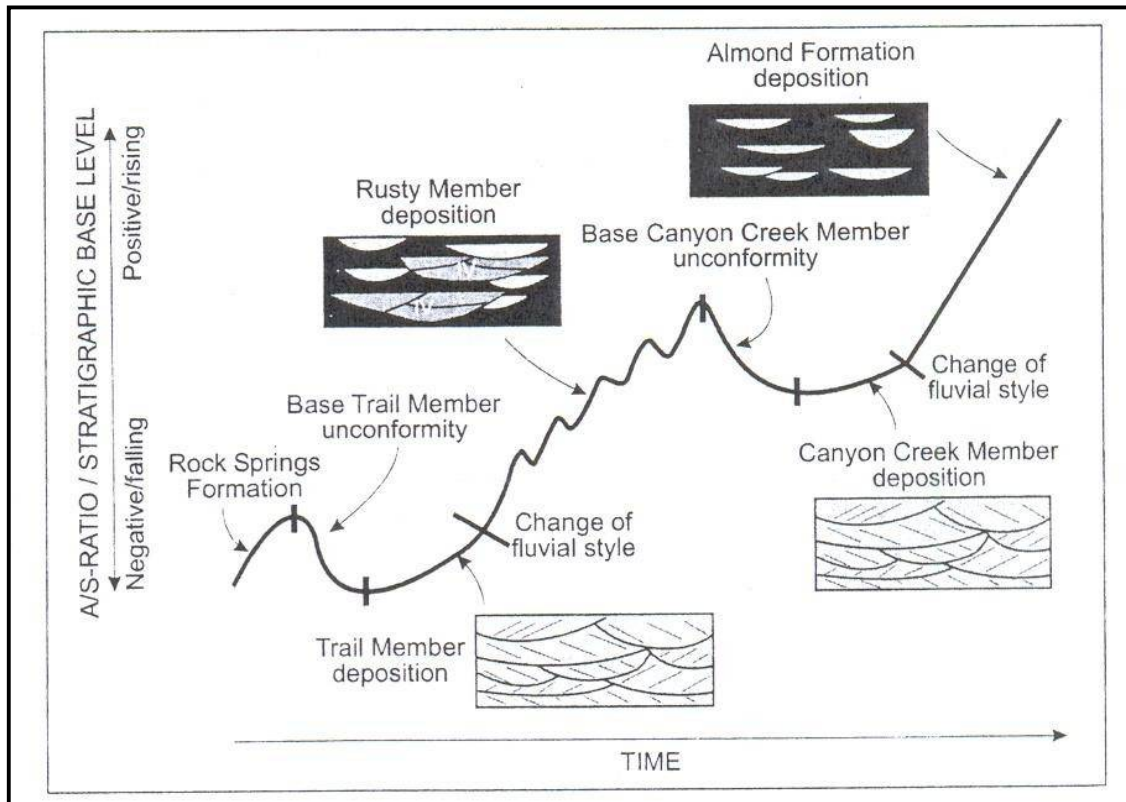 A/S-RATIO / STRATIGRAPHIC BASE LEVEL
Negative/falling
Positive/rising
Almond Formation
deposition
Rusty Member
deposition
IV
IV
Base Canyon Creek Member
unconformity
Base Trail Member
unconformity
Rock Springs
Formation
Change of
fluvial style
Change of
fluvial style
Canyon Creek Member
deposition
Trail Member
deposition
TIME